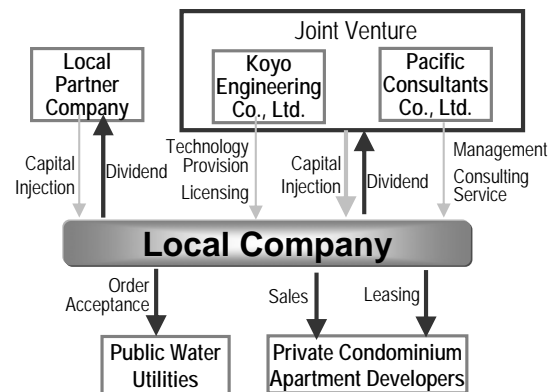 Joint Venture
Local
Partner
Company
Koyo
Engineering
Co., Ltd.
Pacific
Consultants
Co., Ltd.
Capital
Injection
Dividend
Technology
Provision
Licensing
Capital
Injection
Dividend
Management
Consulting
Service
Local Company
Order
Acceptance
Sales
Leasing
Public Water
Utilities
Private Condominium
Apartment Developers